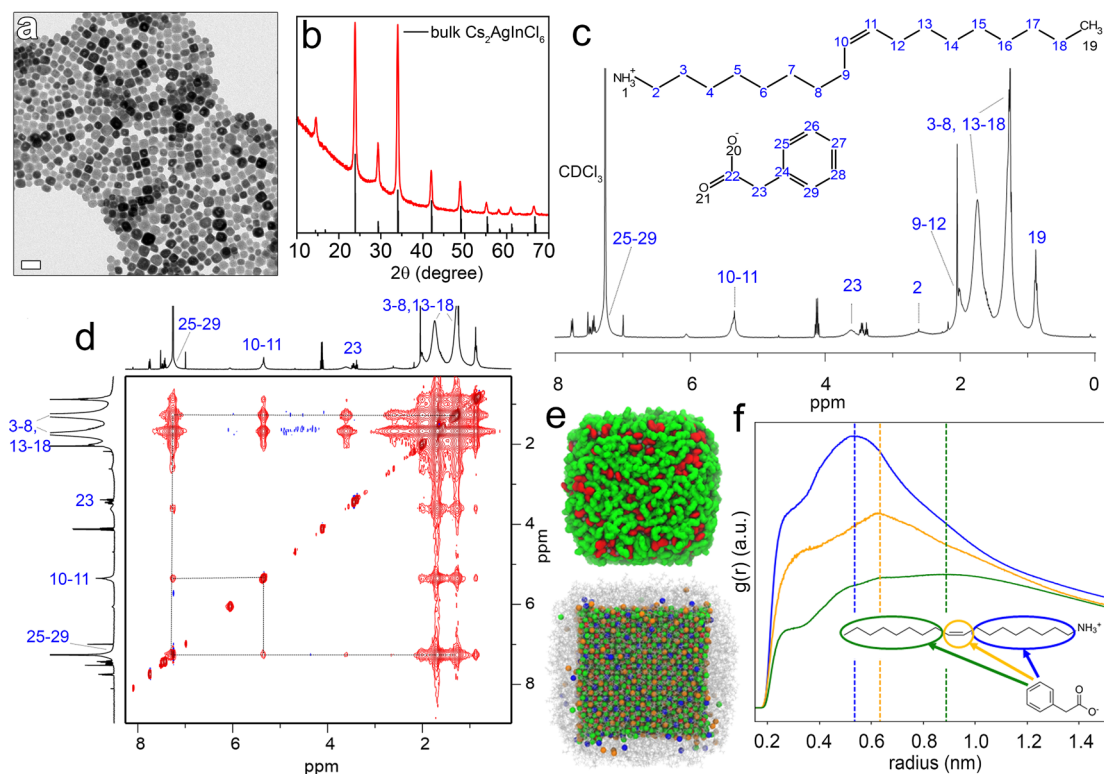 a
b
bulk Cs2AgInCl6
10 20 30 40 50 60 70
2θ (degree)
c
NH3+
1
2
3
4
5
6
7
8
9
10
11
12
13
14
15
16
17
18
CH3
19
O-
20
O
21
22
23
24
25
26
27
28
29
CDCl3
25-29
10-11
23
2
9-12
3-8, 13-18
19
8 6 4 2 0
ppm
d
25-29
10-11
23
3-8,13-18
3-8,
13-18
23
10-11
25-29
2
4
6
8
ppm
8 6 4 2
ppm
e
f
g(r) (a.u.)
NH3+
O
O-
0.2 0.4 0.6 0.8 1.0 1.2 1.4
radius (nm)